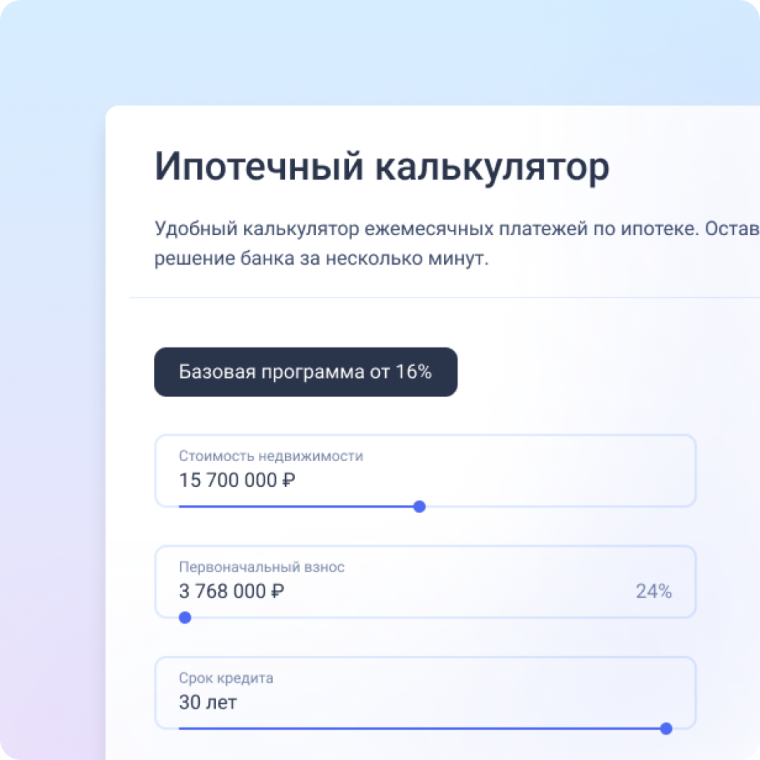 Ипотечный калькулятор
Удобный калькулятор ежемесячных платежей по ипотеке. Остав
решение банка за несколько минут.
Базовая программа от 16%
Стоимость недвижимости
15 700 000 ₽
Первоначальный взнос
3 768 000 ₽ 24%
Срок кредита
30 лет